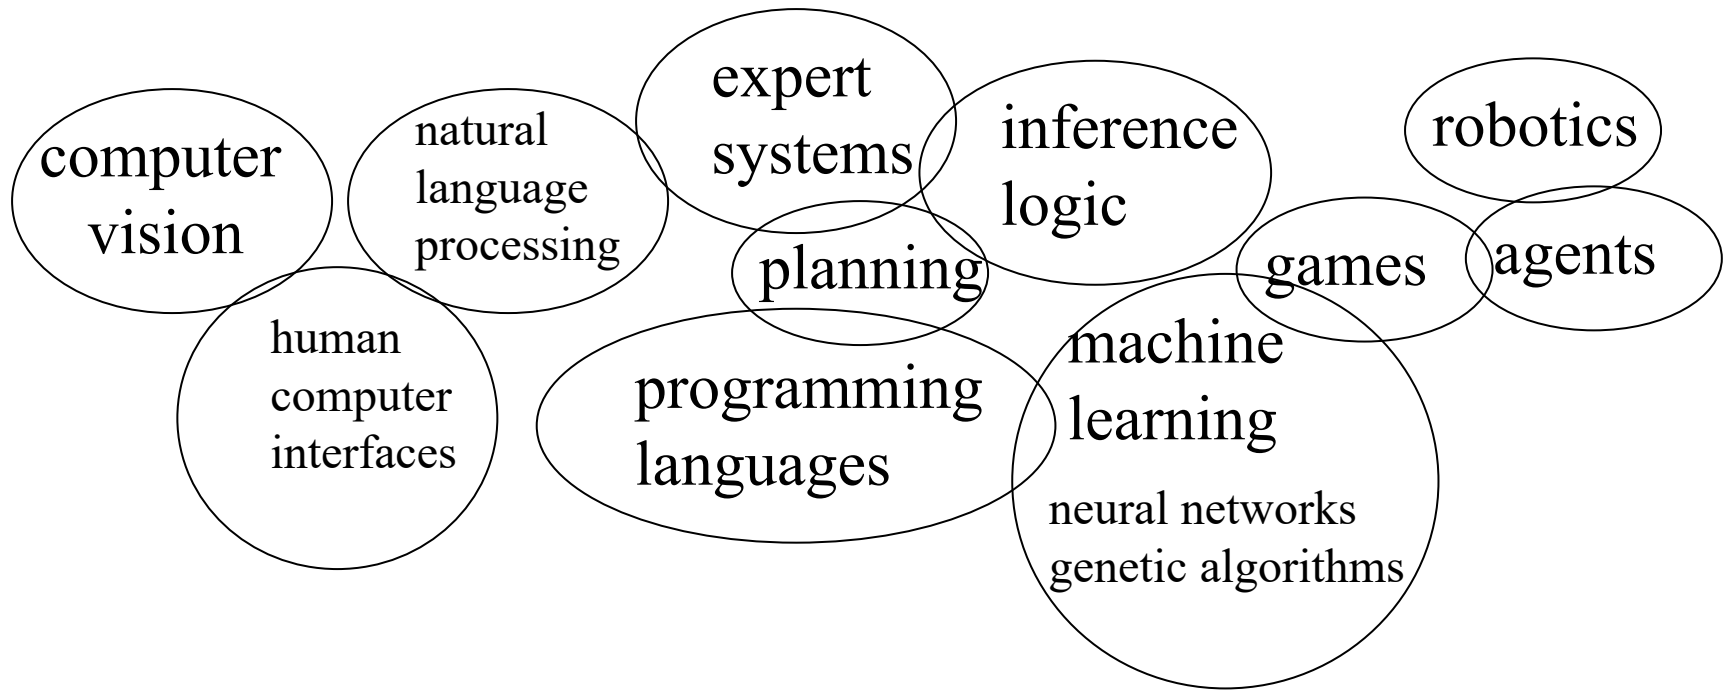 computer
vision
natural
language
processing
expert
systems
inference
logic
robotics
human
computer
interfaces
planning
programming
languages
games
agents
machine
learning
neural networks
genetic algorithms